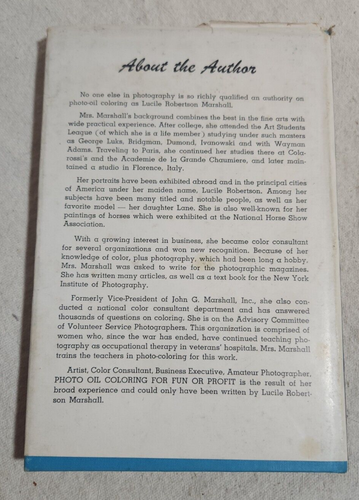 About the Author
No one else in photography is so richly qualified an authority on
photo-oil coloring as Lucile Robertson Marshall.
Mrs. Marshall's background combines the best in the fine arts with
wide practical experience. After college, she attended the Art Students
League (of which she is a life member) studying under such masters
as George Luks, Bridgman, Dumond, Ivanowski and with Wayman
Adams. Traveling to Paris, she continued her studies there at Cola-
rossi's and the Academie de la Grande Chaumiere, and later main-
tained a studio in Florence, Italy.
Her portraits have been exhibited abroad and in the principal cities
of America under her maiden name, Lucile Robertson. Among her
subjects have been many titled and notable people, as well as her
favorite model — her daughter Lane. She is also well-known for her
paintings of horses which were exhibited at the National Horse Show
Association.
With a growing interest in business, she became color consultant
for several organizations and won new recognition. Because of her
knowledge of color, plus photography, which had been long a hobby,
Mrs. Marshall was asked to write for the photographic magazines.
She has written many articles, as well as a text book for the New York
Institute of Photography.
Formerly Vice-President of John G. Marshall, Inc., she also con-
ducted a national color consultant department and has answered
thousands of questions on coloring. She is on the Advisory Committee
of Volunteer Service Photographers. This organization is comprised of
women who, since the war has ended, have continued teaching pho-
tography as occupational therapy in veterans' hospitals. Mrs. Marshall
trains the teachers in photo-coloring for this work.
Artist, Color Consultant, Business Executive, Amateur Photographer,
PHOTO OIL COLORING FOR FUN OR PROFIT is the result of her
broad experience and could only have been written by Lucile Robert-
son Marshall.